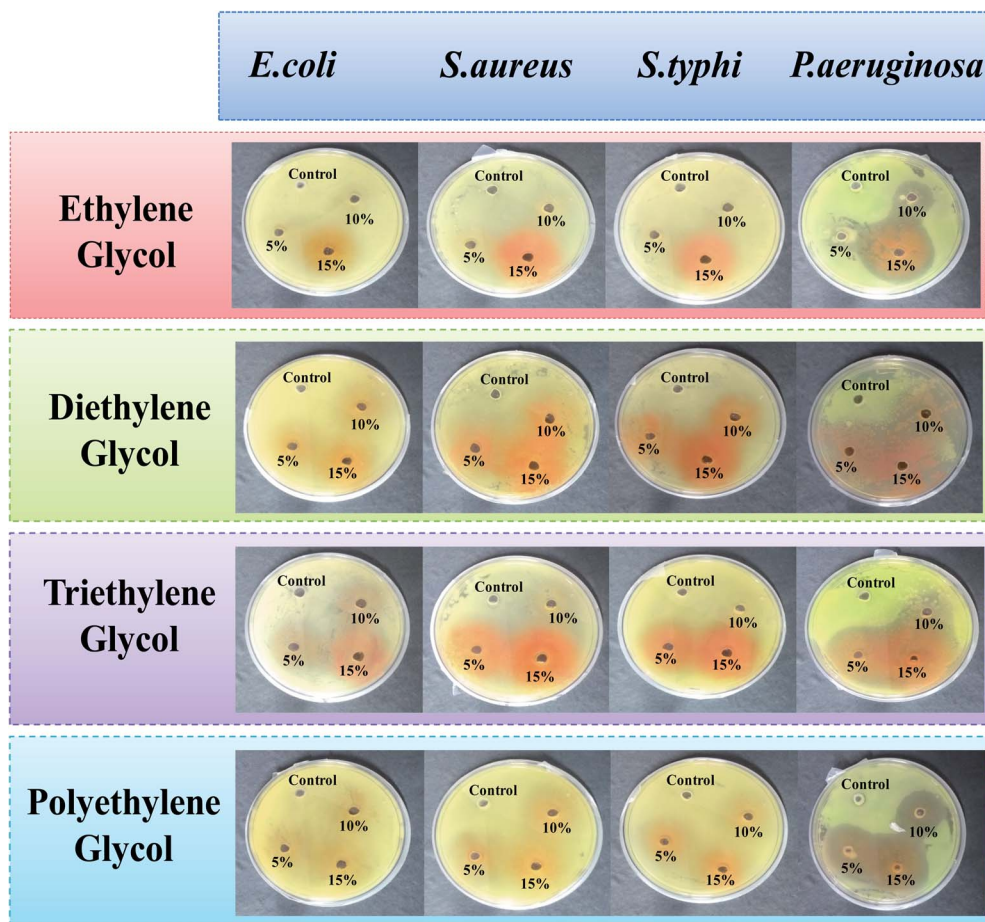 E.coli S.aureus S.typhi P.aeruginosa
Ethylene
Glycol
Control Control Control Control
10% 10% 10% 10%
5% 5% 5% 5%
15% 15% 15% 15%
Diethylene
Glycol
Control Control Control Control
10% 10% 10% 10%
5% 5% 5% 5%
15% 15% 15% 15%
Triethylene
Glycol
Control Control Control Control
10% 10% 10% 10%
5% 5% 5% 5%
15% 15% 15% 15%
Polyethylene
Glycol
Control Control Control Control
10% 10% 10% 10%
5% 5% 5% 5%
15% 15% 15% 15%